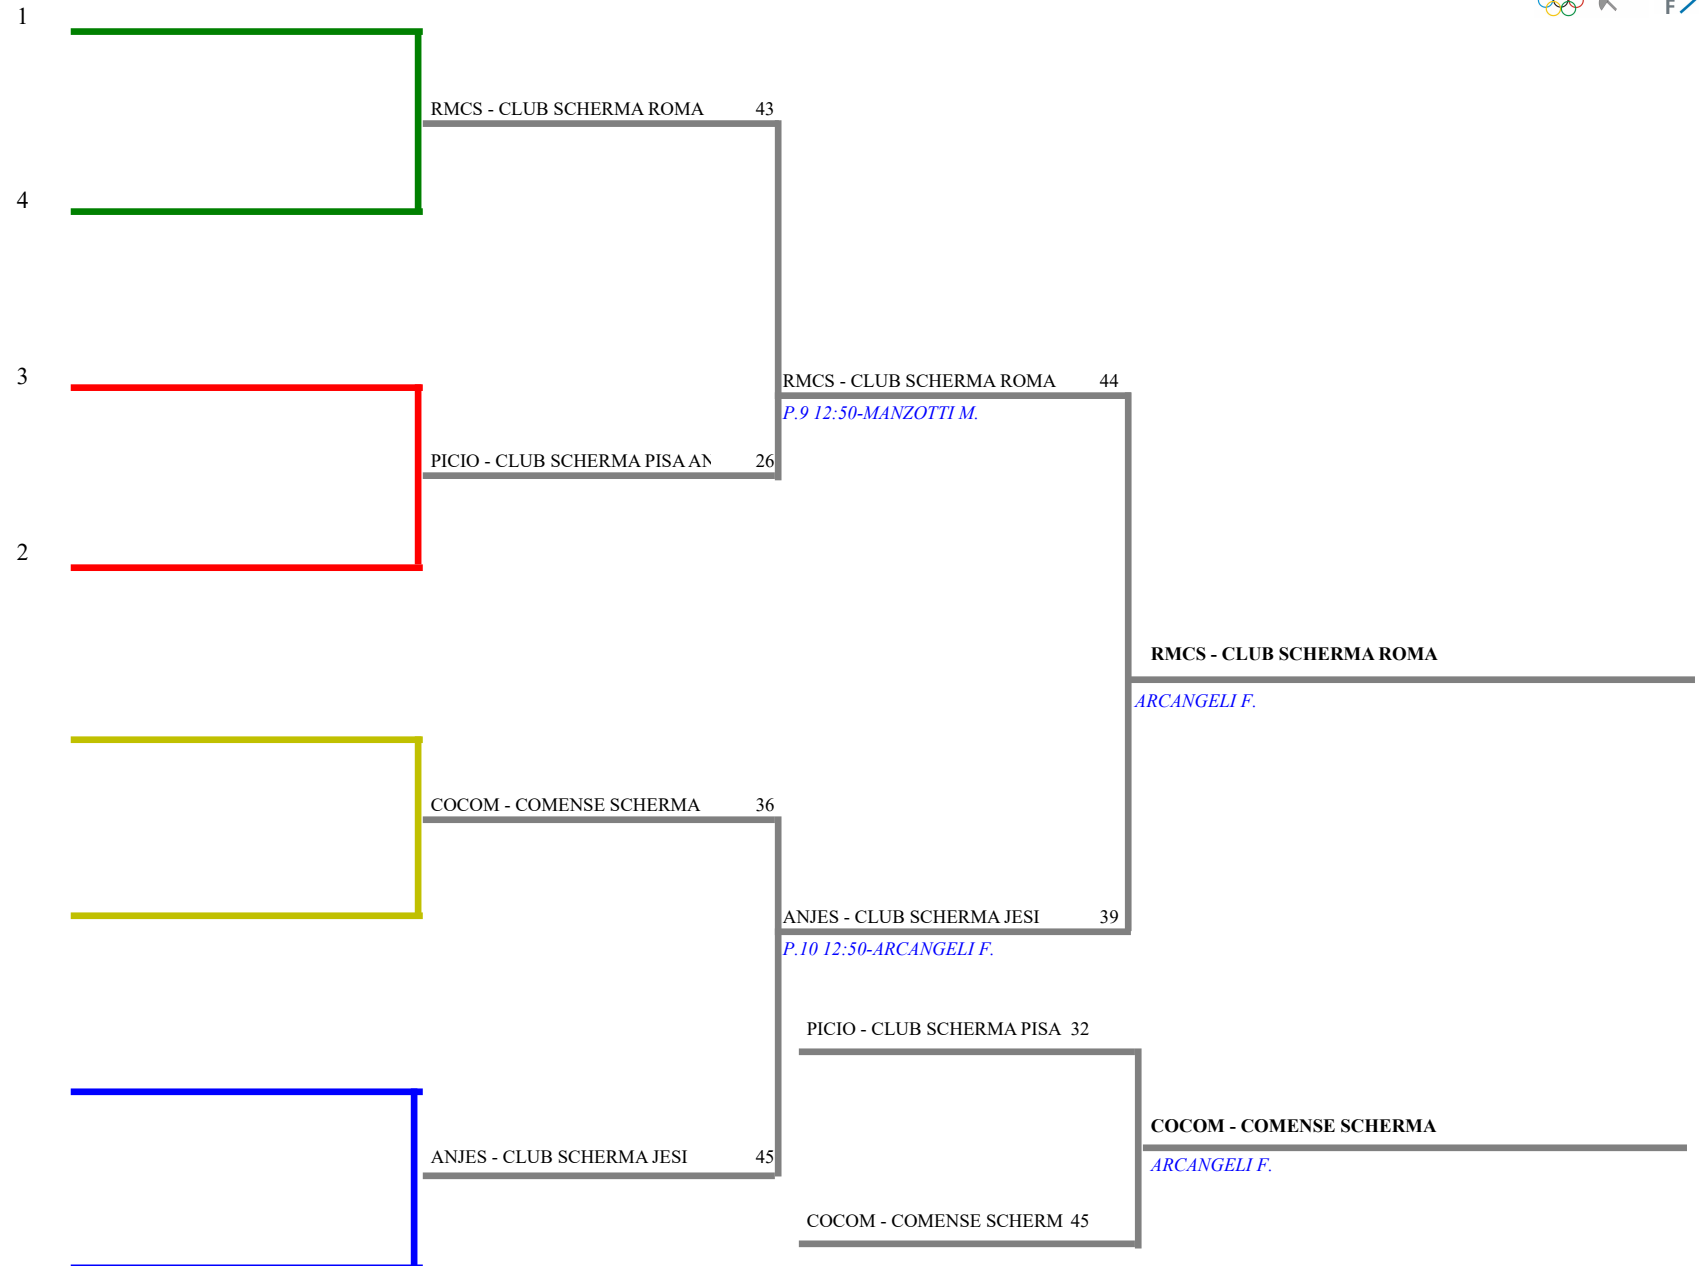 1
F
RMCS - CLUB SCHERMA ROMA 43
4
3
RMCS - CLUB SCHERMA ROMA 44
P.9 12:50-MANZOTTI M.
PICIO - CLUB SCHERMA PISA AN 26
2
RMCS - CLUB SCHERMA ROMA
ARCANGELI F.
COCOM - COMENSE SCHERMA 36
ANJES - CLUB SCHERMA JESI 39
P.10 12:50-ARCANGELI F.
PICIO - CLUB SCHERMA PISA 32
COCOM - COMENSE SCHERMA
ANJES - CLUB SCHERMA JESI 45
ARCANGELI F.
COCOM - COMENSE SCHERM 45